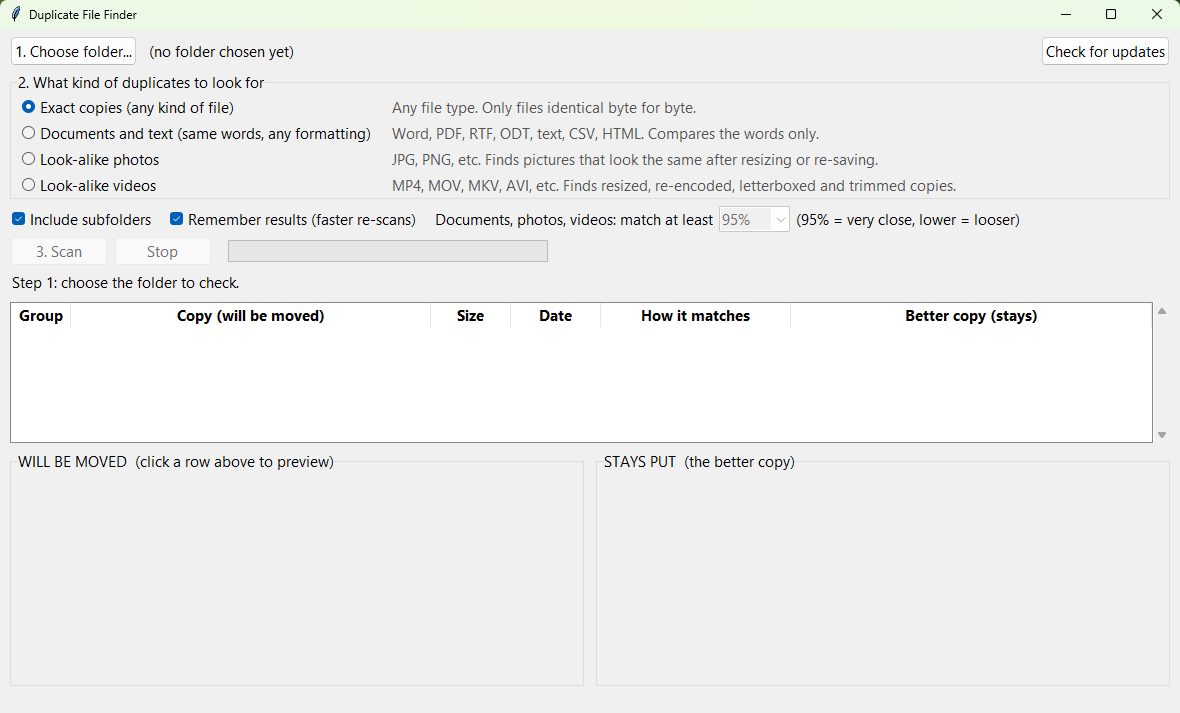 Duplicate File Finder
1. Choose folder... (no folder chosen yet) Check for updates
2. What kind of duplicates to look for
Exact copies (any kind of file) Any file type. Only files identical byte for byte.
Documents and text (same words, any formatting) Word, PDF, RTF, ODT, text, CSV, HTML. Compares the words only.
Look-alike photos JPG, PNG, etc. Finds pictures that look the same after resizing or re-saving.
Look-alike videos MP4, MOV, MKV, AVI, etc. Finds resized, re-encoded, letterboxed and trimmed copies.
Include subfolders Remember results (faster re-scans) Documents, photos, videos: match at least 95% (95% = very close, lower = looser)
3. Scan Stop
Step 1: choose the folder to check.
Group Copy (will be moved) Size Date How it matches Better copy (stays)
WILL BE MOVED (click a row above to preview) STAYS PUT (the better copy)